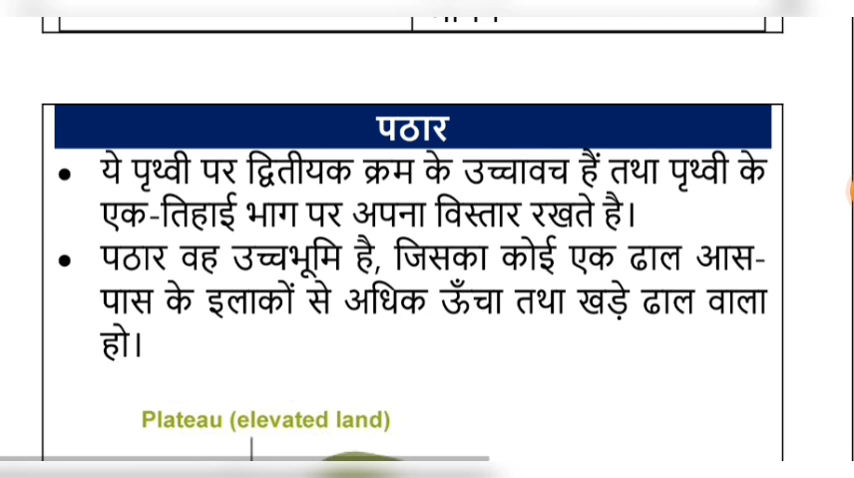 पठार
• ये पृथ्वी पर द्वितीयक क्रम के उच्चावच हैं तथा पृथ्वी के
एक-तिहाई भाग पर अपना विस्तार रखते है।
• पठार वह उच्चभूमि है, जिसका कोई एक ढाल आस-
पास के इलाकों से अधिक ऊँचा तथा खड़े ढाल वाला
हो।
Plateau (elevated land)